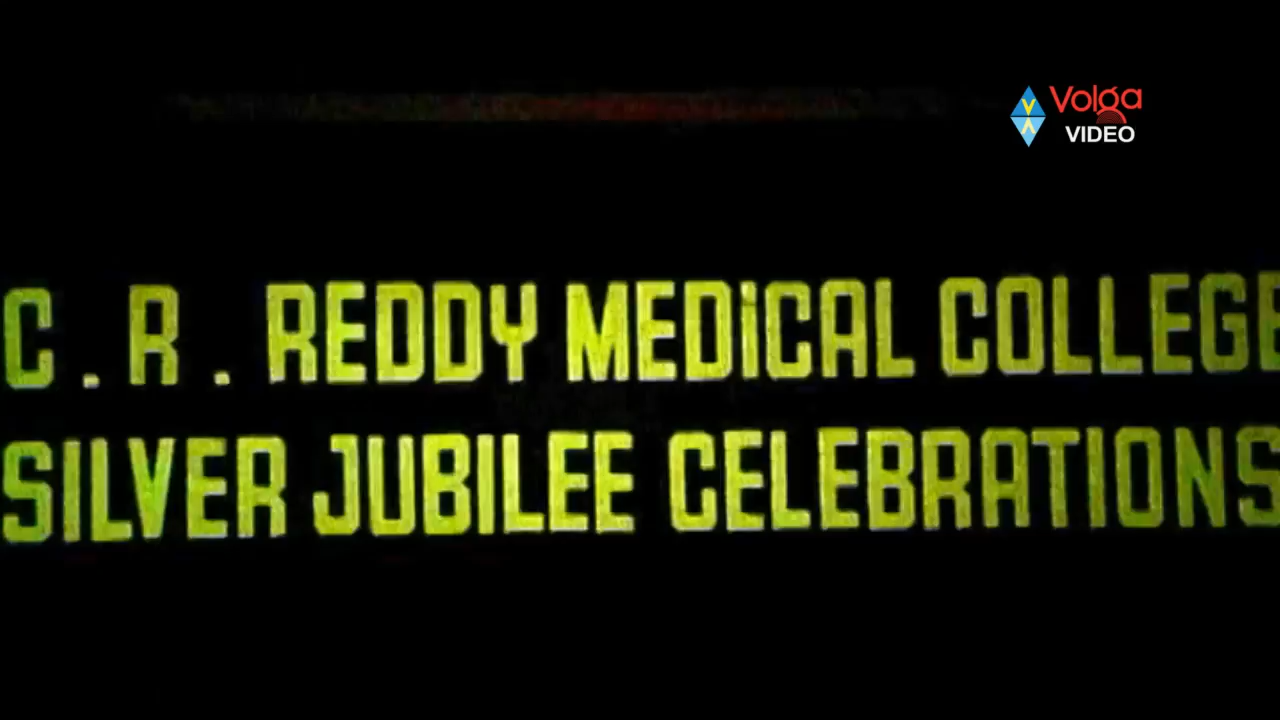 Volga
VIDEO
C . R . REDDY MEDiCAL COLLEGE
SILVER JUBILEE CELEBRATIONS